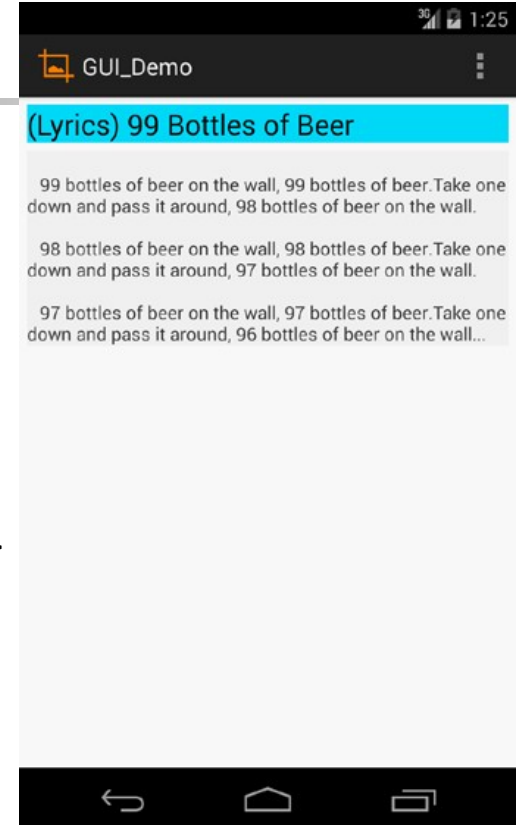 3G 1:25
GUI_Demo
(Lyrics) 99 Bottles of Beer
99 bottles of beer on the wall, 99 bottles of beer.Take one
down and pass it around, 98 bottles of beer on the wall.
98 bottles of beer on the wall, 98 bottles of beer.Take one
down and pass it around, 97 bottles of beer on the wall.
97 bottles of beer on the wall, 97 bottles of beer.Take one
down and pass it around, 96 bottles of beer on the wall...